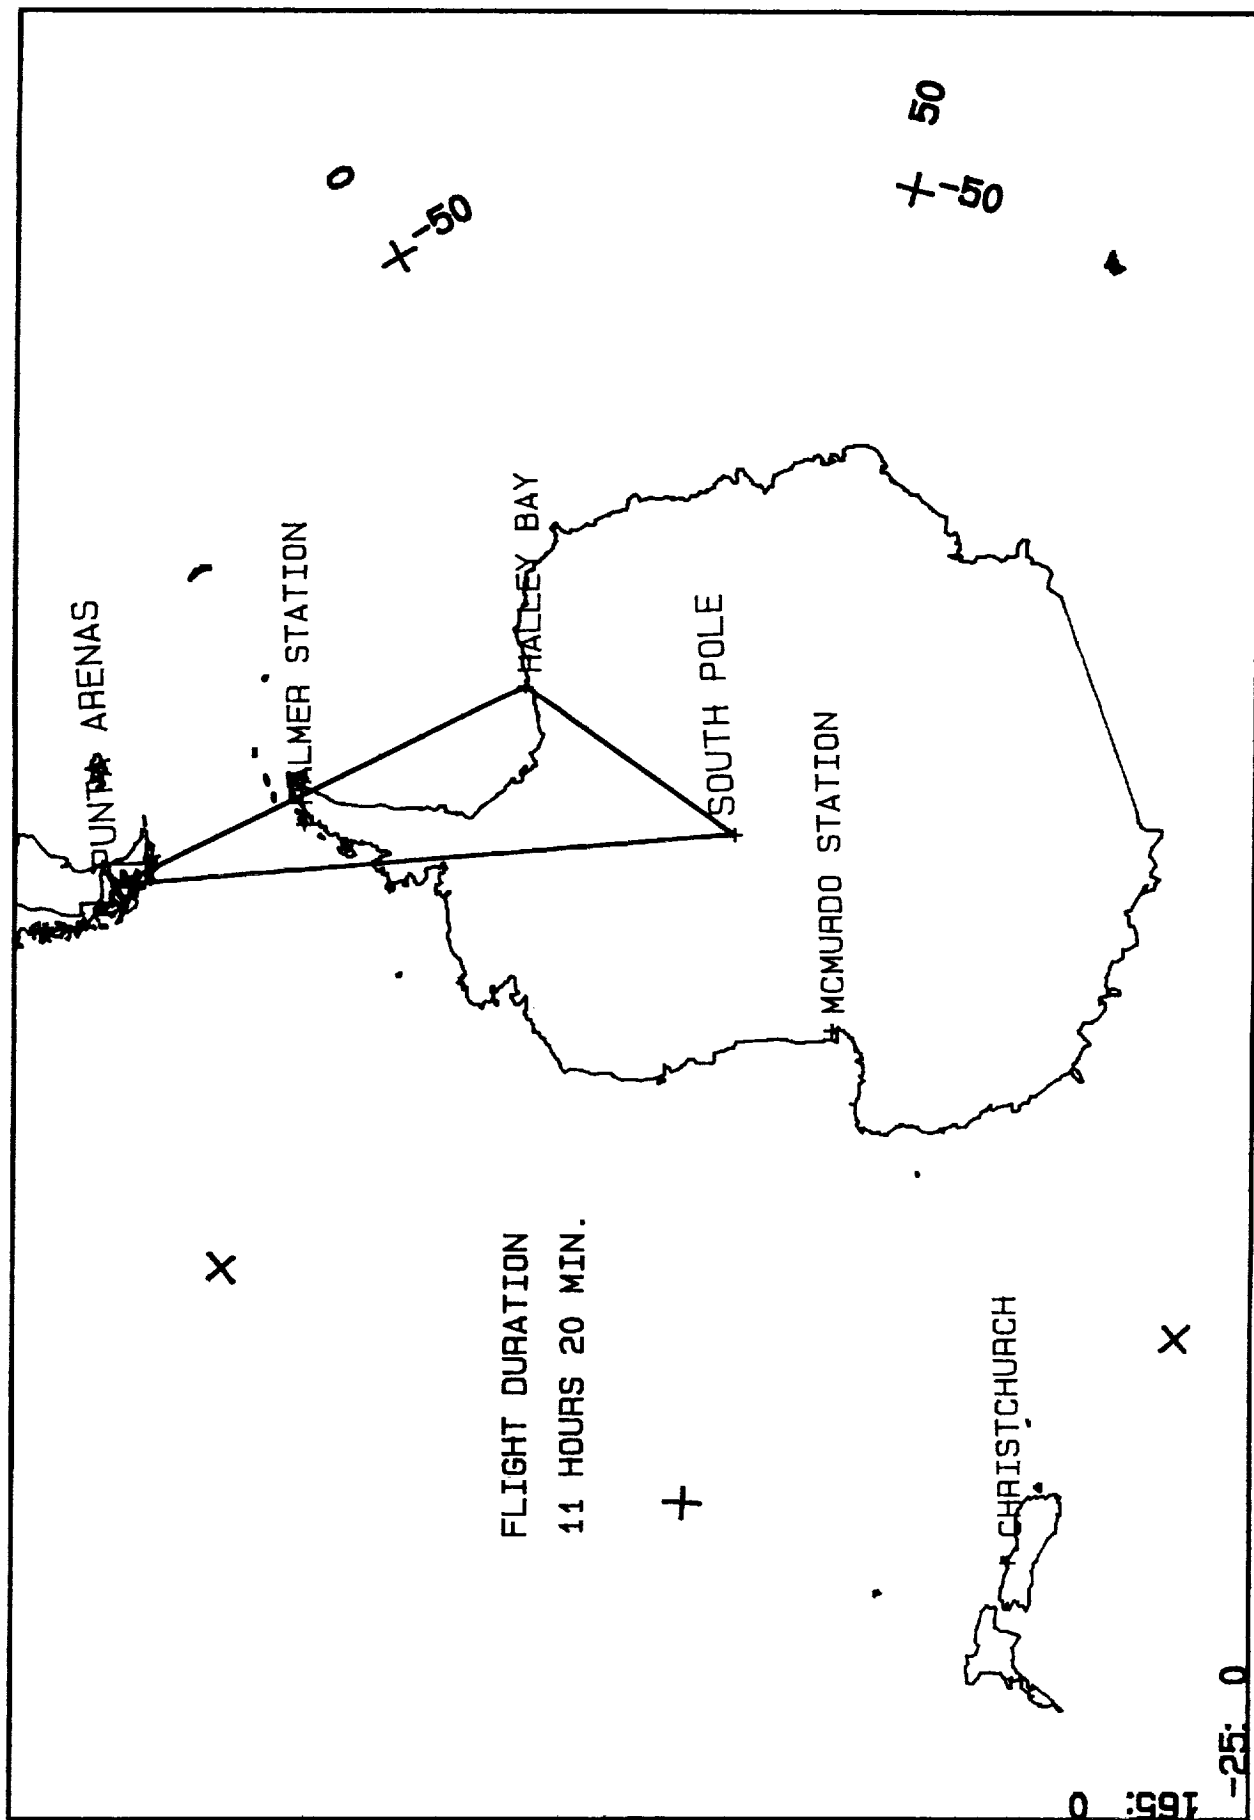 PUNTA ARENAS
PALMER STATION
HALLEY BAY
SOUTH POLE
MCMURDO STATION
FLIGHT DURATION
11 HOURS 20 MIN.
CHRISTCHURCH
0
-50
50
-50
165: 0
-25: 0